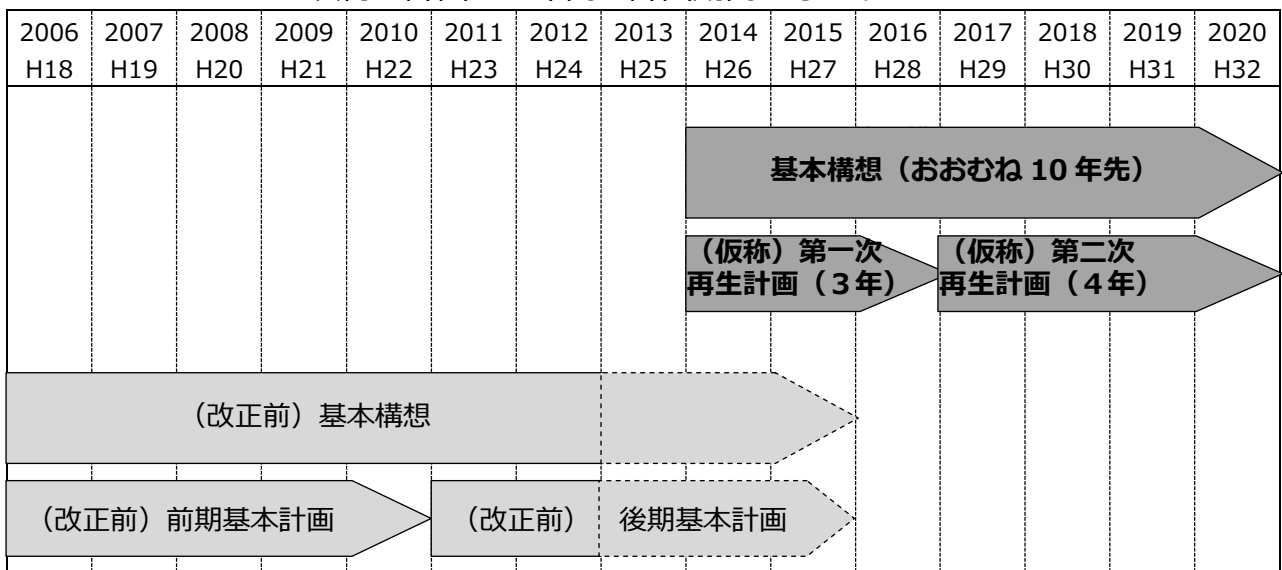 2006 2007 2008 2009 2010 2011 2012 2013 2014 2015 2016 2017 2018 2019 2020
H18 H19 H20 H21 H22 H23 H24 H25 H26 H27 H28 H29 H30 H31 H32
基本構想（おおむね 10 年先）
（仮称）第一次
再生計画（３年）
（仮称）第二次
再生計画（４年）
（改正前）基本構想
（改正前）前期基本計画
（改正前） 後期基本計画